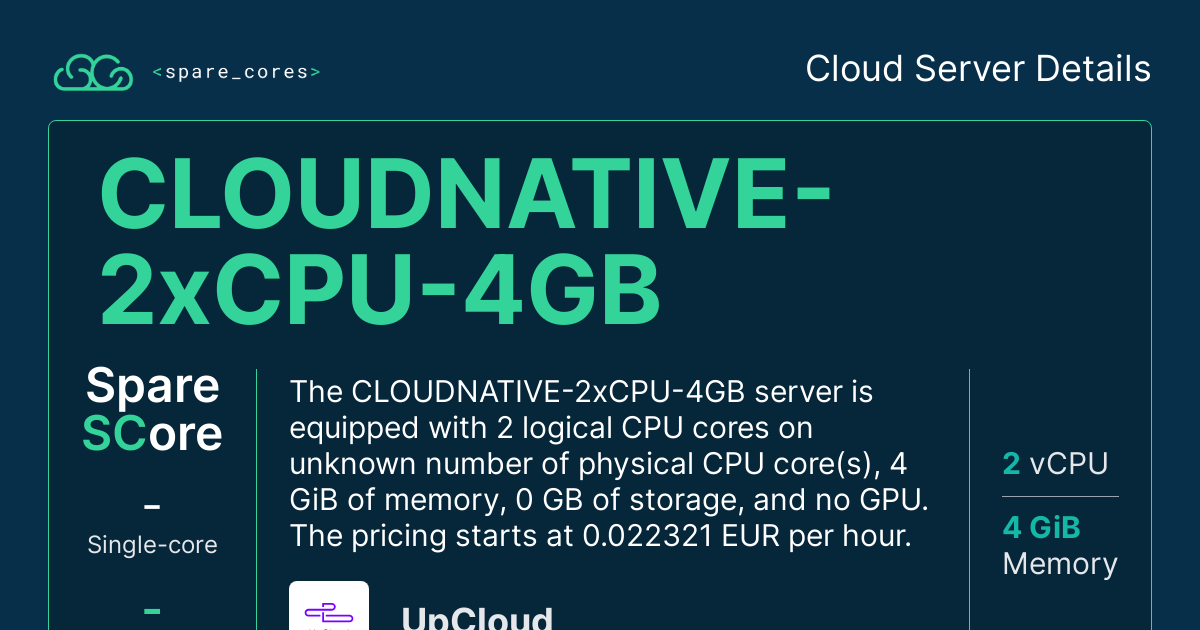 <spare_cores>
Cloud Server Details
CLOUDNATIVE-
2xCPU-4GB
Spare
SCore
–
Single-core
–
The CLOUDNATIVE-2xCPU-4GB server is
equipped with 2 logical CPU cores on
unknown number of physical CPU core(s), 4
GiB of memory, 0 GB of storage, and no GPU.
The pricing starts at 0.022321 EUR per hour.
UpCloud
2 vCPU
4 GiB
Memory